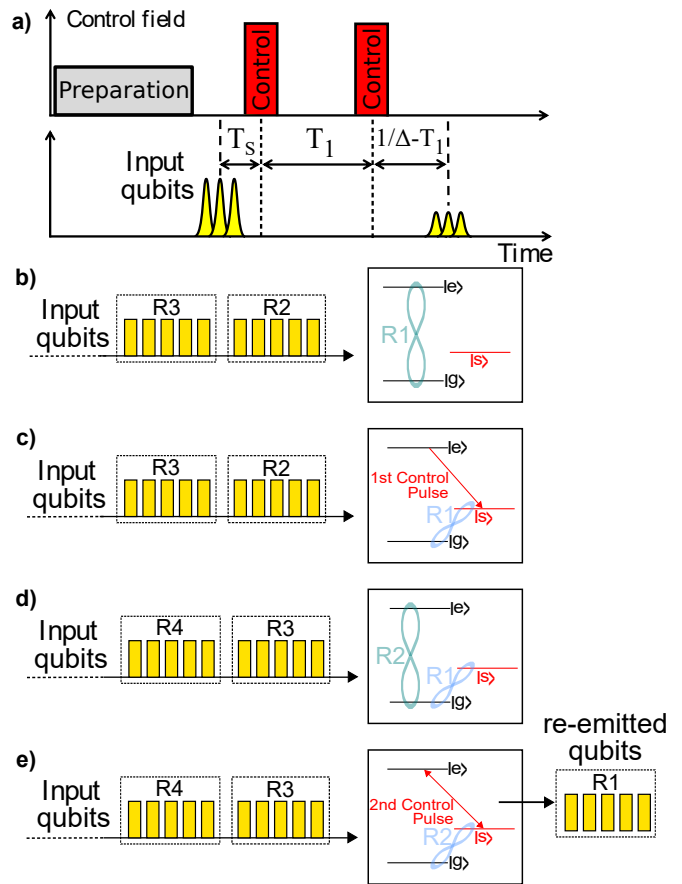 a)
Control field
Preparation
Control
Control
Input
qubits
T_S
T_1
1/Δ-T_1
Time
b)
Input
qubits
R3
R2
|e⟩
R1
|s⟩
|g⟩
c)
Input
qubits
R3
R2
|e⟩
1st Control
Pulse
R1
|s⟩
|g⟩
d)
Input
qubits
R4
R3
|e⟩
R2
R1
|s⟩
|g⟩
e)
Input
qubits
R4
R3
|e⟩
2nd Control
Pulse
R2
|s⟩
|g⟩
re-emitted
qubits
R1